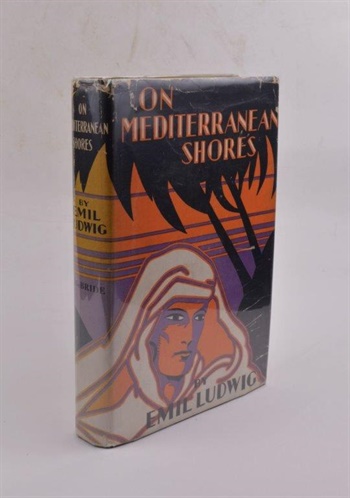 ON
MEDITERRANEAN
SHORES
BY
EMIL
LUDWIG
ON
MEDITERRANEAN
SHORES
BY
EMIL LUDWIG